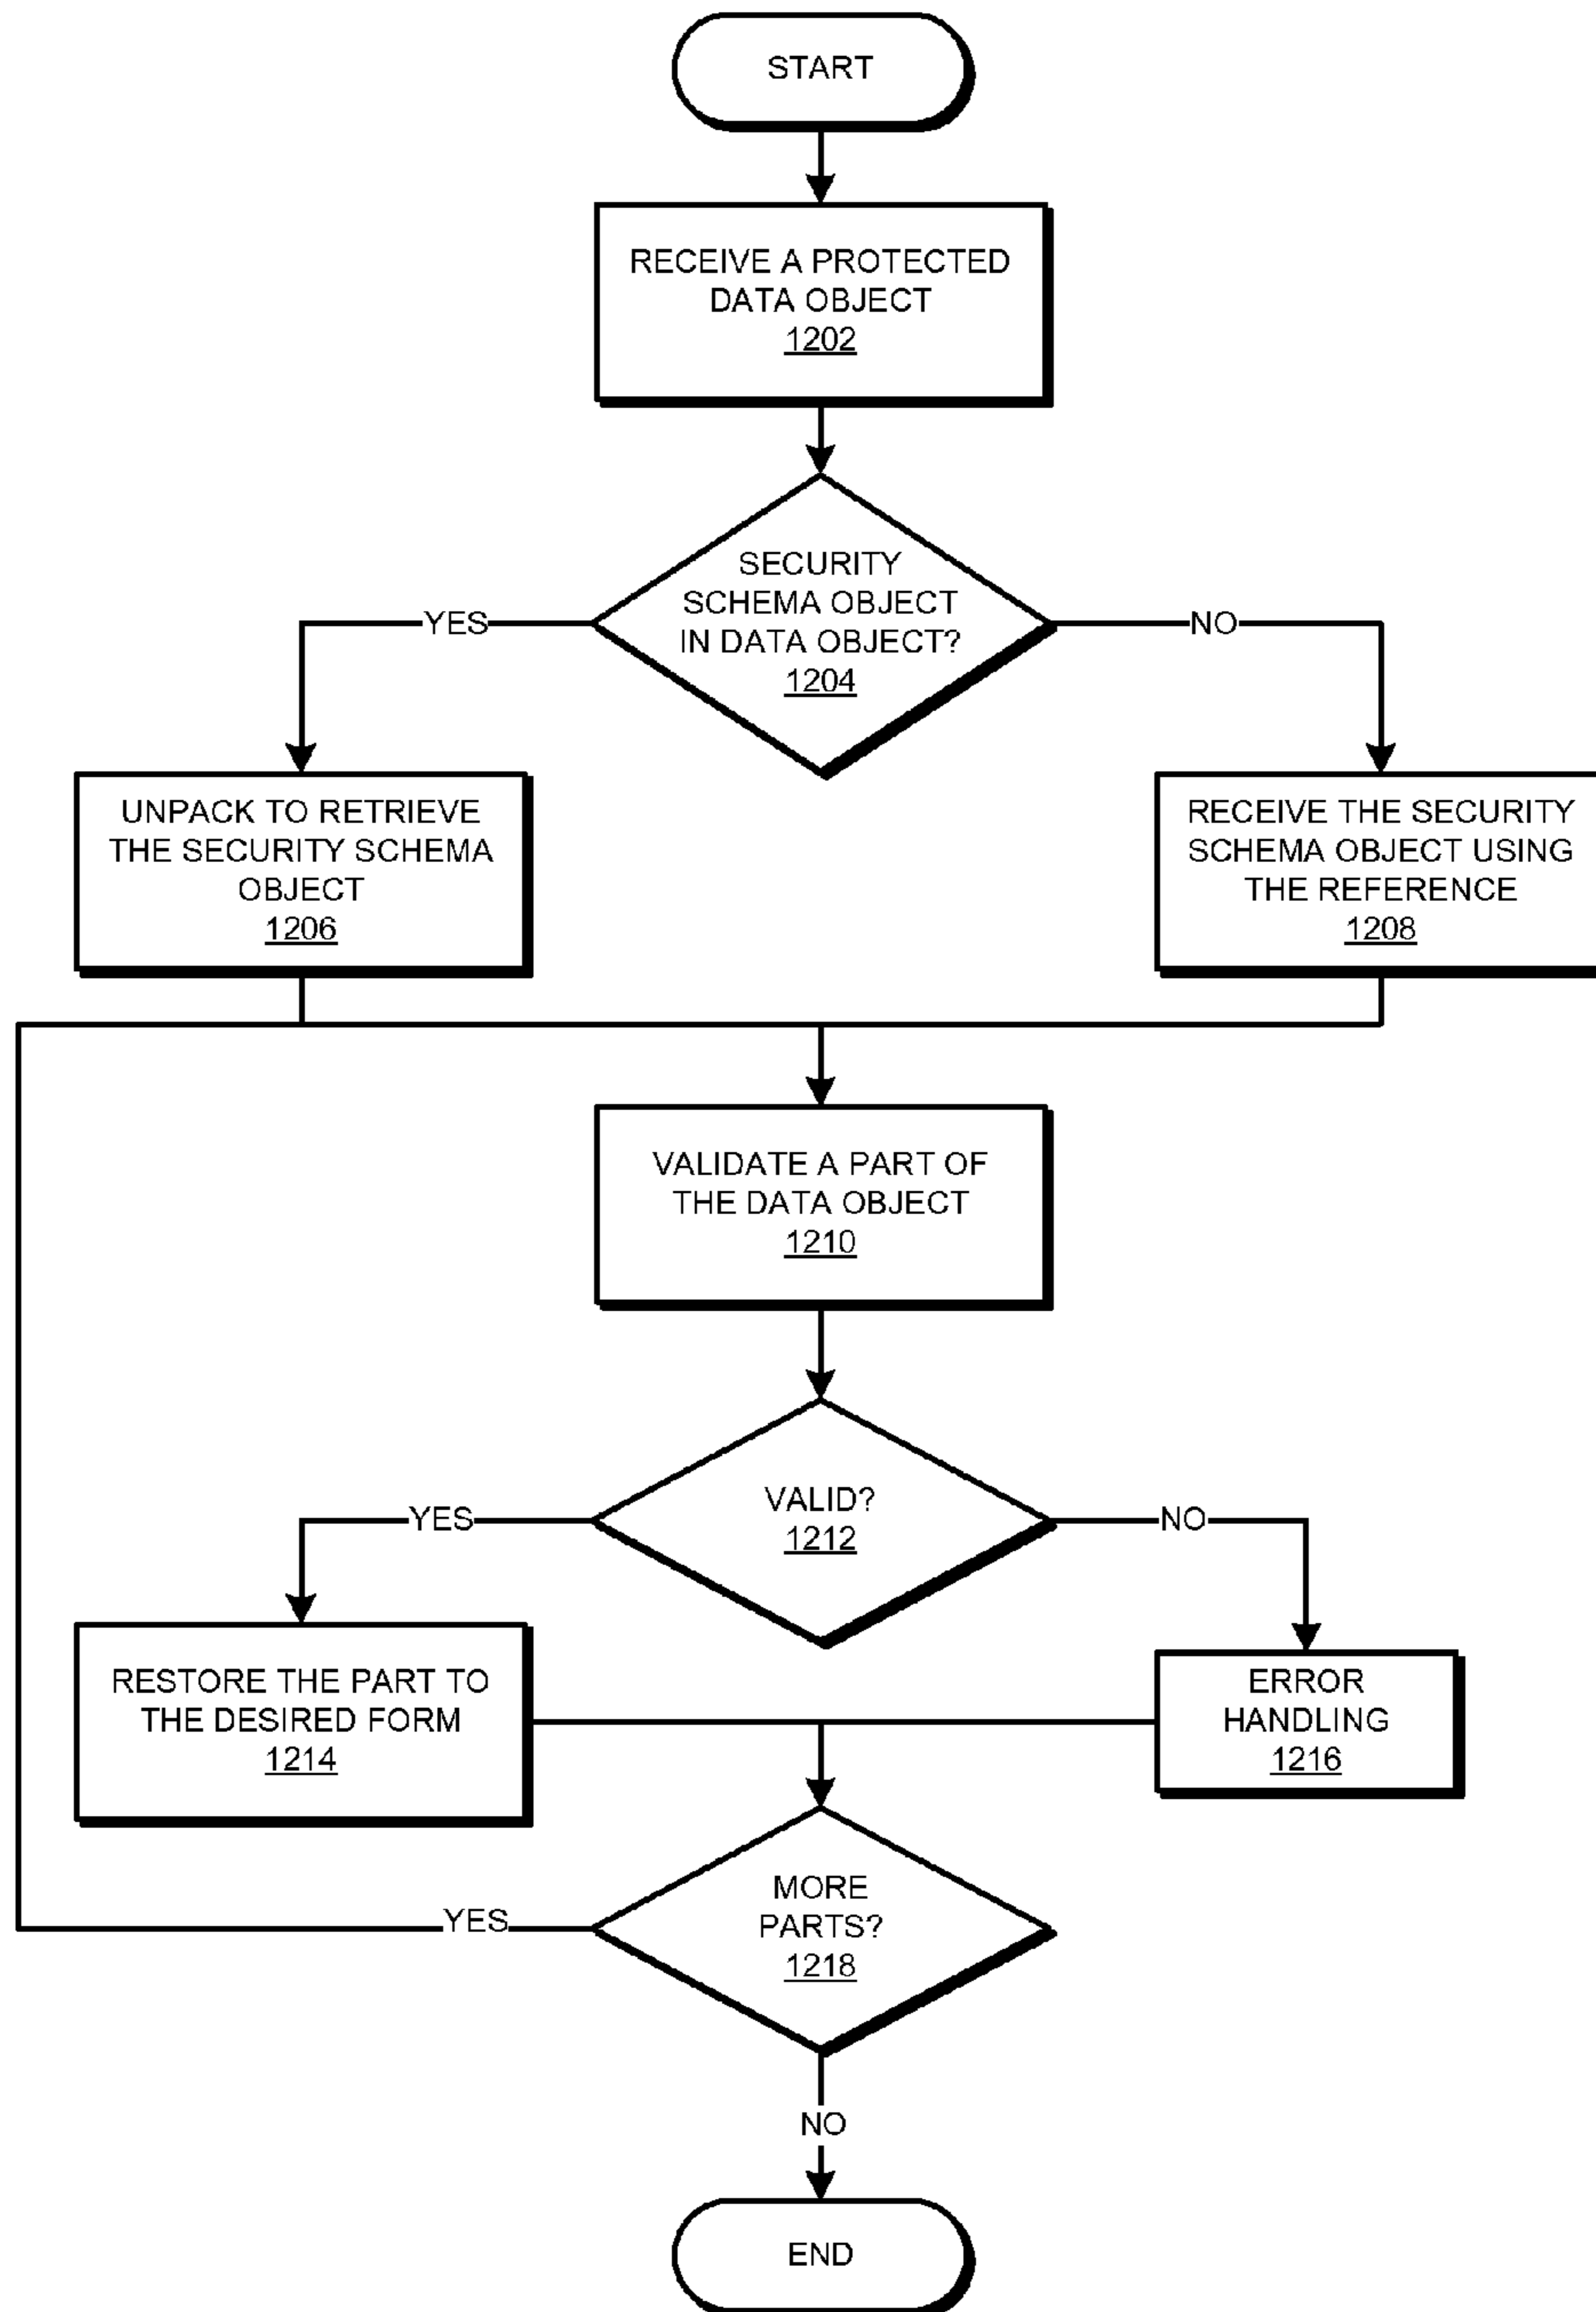 START
RECEIVE A PROTECTED
DATA OBJECT
1202
SECURITY
SCHEMA OBJECT
IN DATA OBJECT?
1204
YES
NO
UNPACK TO RETRIEVE
THE SECURITY SCHEMA
OBJECT
1206
RECEIVE THE SECURITY
SCHEMA OBJECT USING
THE REFERENCE
1208
VALIDATE A PART OF
THE DATA OBJECT
1210
VALID?
1212
YES
NO
RESTORE THE PART TO
THE DESIRED FORM
1214
ERROR
HANDLING
1216
MORE
PARTS?
1218
YES
NO
END